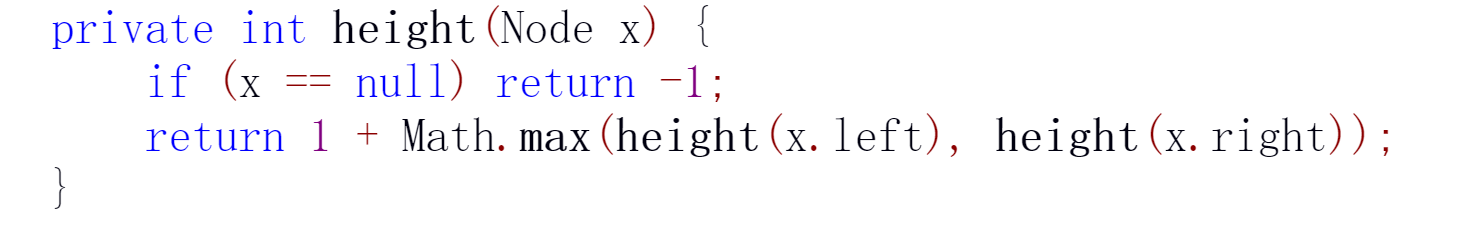 private int height(Node x) {
    if (x == null) return -1;
    return 1 + Math.max(height(x.left), height(x.right));
}